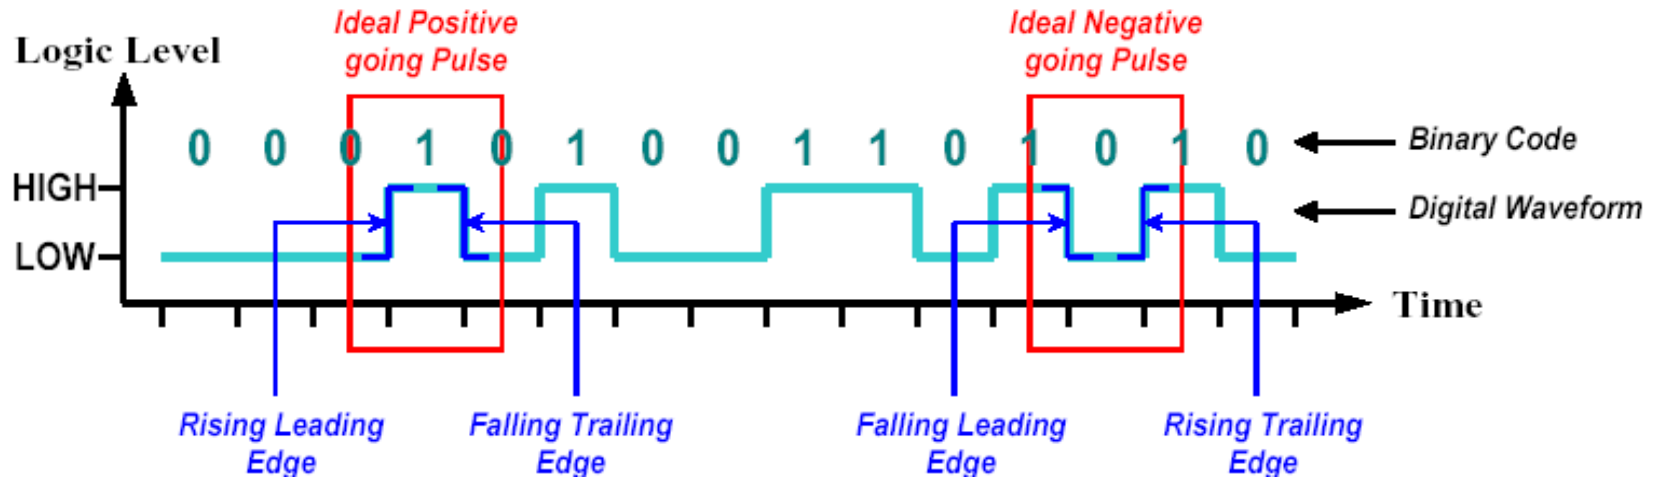 Ideal Positive
going Pulse
Ideal Negative
going Pulse
Logic Level
0 0 0 1 0 1 0 0 1 1 0 1 0 1 0
Binary Code
HIGH
Digital Waveform
LOW
Time
Rising Leading
Edge
Falling Trailing
Edge
Falling Leading
Edge
Rising Trailing
Edge